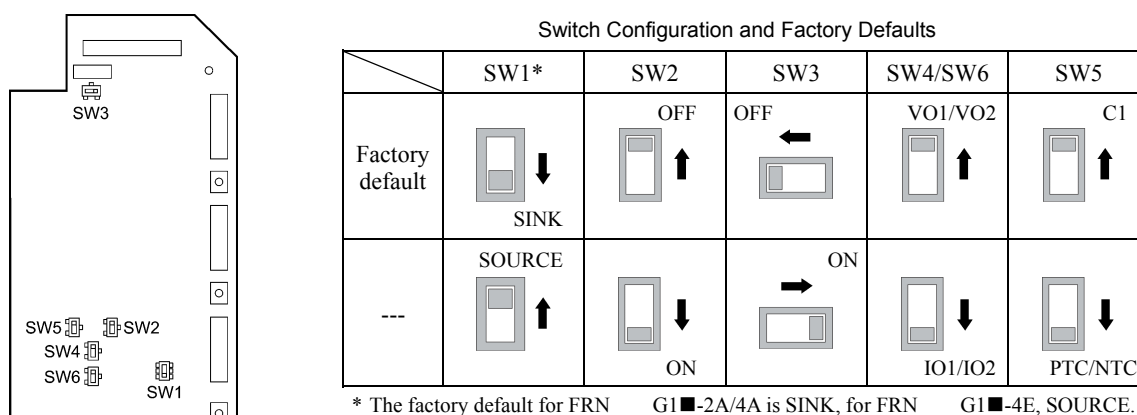 Switch Configuration and Factory Defaults
SW1* SW2 SW3 SW4/SW6 SW5
Factory default
SINK
OFF
OFF
VO1/VO2
C1
---
SOURCE
ON
ON
IO1/IO2
PTC/NTC
* The factory default for FRN G1■-2A/4A is SINK, for FRN G1■-4E, SOURCE.
SW3
SW5 SW2
SW4
SW6
SW1